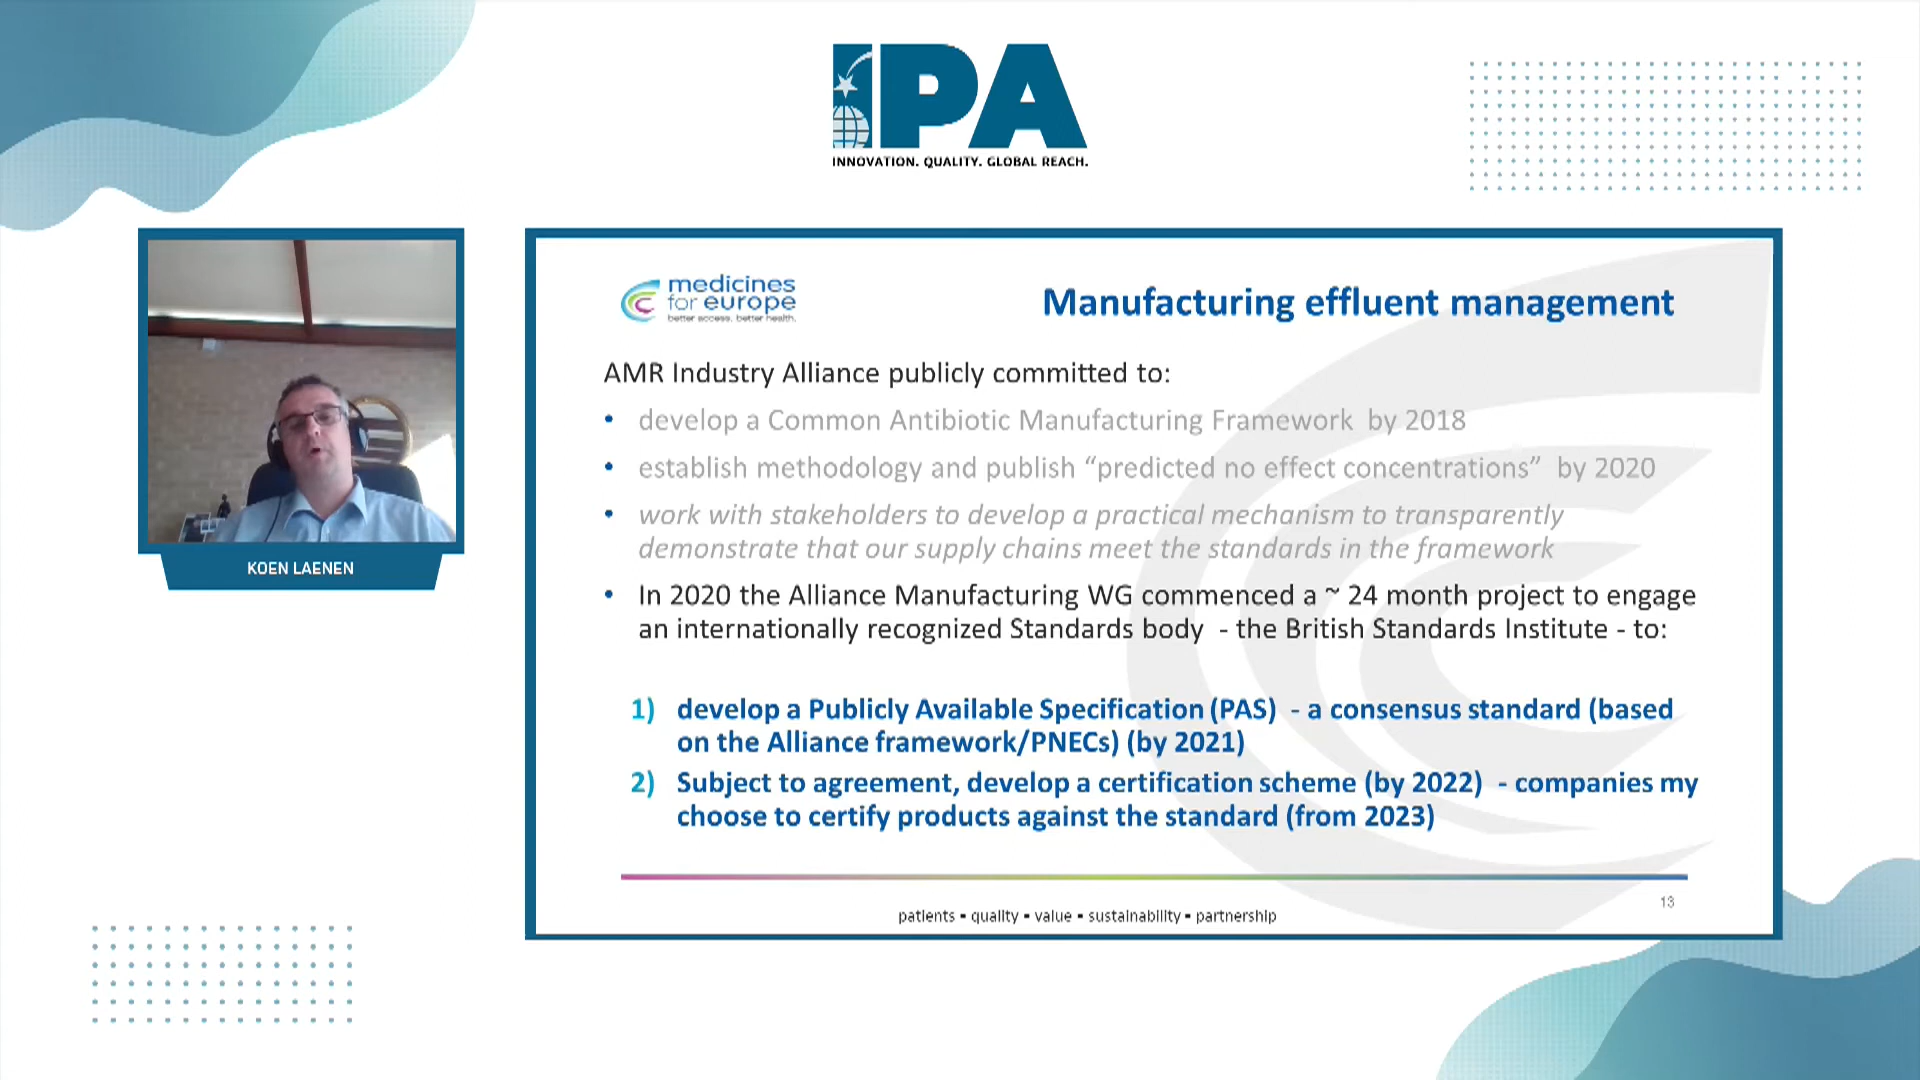 IPA
INNOVATION. QUALITY. GLOBAL REACH.
KOEN LAENEN
medicines
for europe
better access. better health.
Manufacturing effluent management
AMR Industry Alliance publicly committed to:
• develop a Common Antibiotic Manufacturing Framework by 2018
• establish methodology and publish “predicted no effect concentrations” by 2020
• work with stakeholders to develop a practical mechanism to transparently
demonstrate that our supply chains meet the standards in the framework
• In 2020 the Alliance Manufacturing WG commenced a ~ 24 month project to engage
an internationally recognized Standards body - the British Standards Institute - to:
1) develop a Publicly Available Specification (PAS) - a consensus standard (based
on the Alliance framework/PNECs) (by 2021)
2) Subject to agreement, develop a certification scheme (by 2022) - companies my
choose to certify products against the standard (from 2023)
13
patients ▪ quality ▪ value ▪ sustainability ▪ partnership